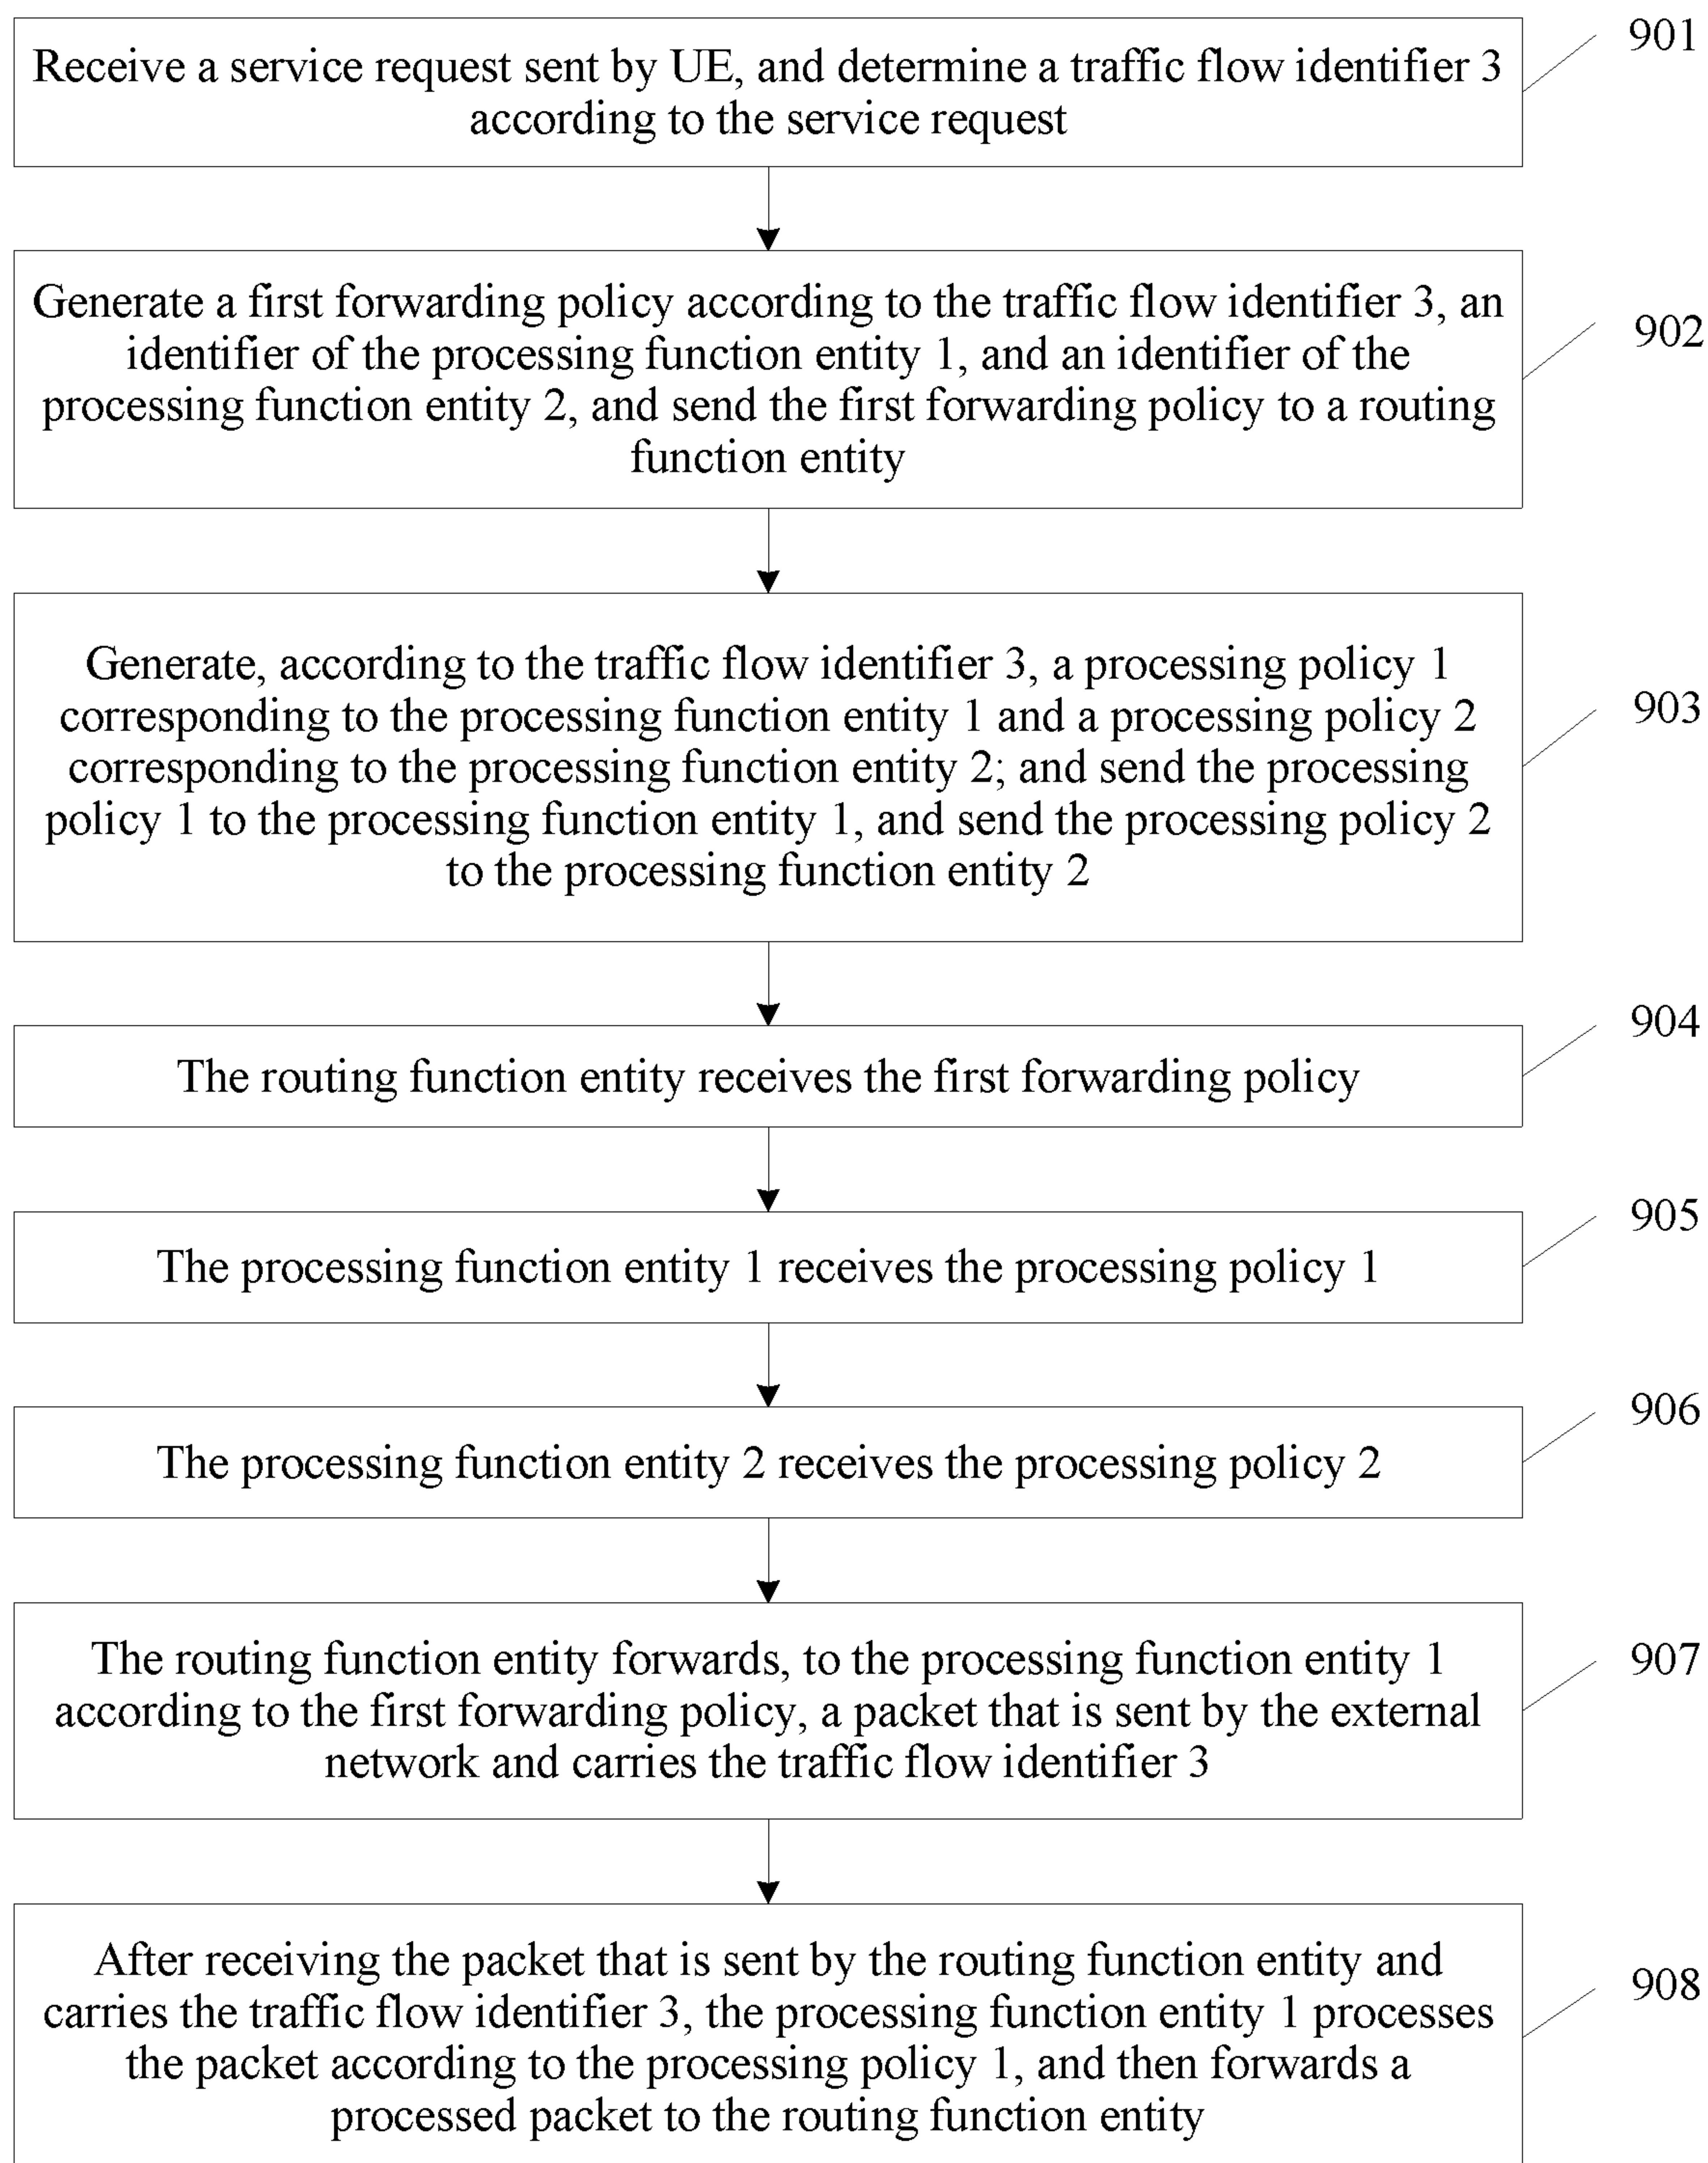 901
Receive a service request sent by UE, and determine a traffic flow identifier 3
according to the service request
902
Generate a first forwarding policy according to the traffic flow identifier 3, an
identifier of the processing function entity 1, and an identifier of the
processing function entity 2, and send the first forwarding policy to a routing
function entity
903
Generate, according to the traffic flow identifier 3, a processing policy 1
corresponding to the processing function entity 1 and a processing policy 2
corresponding to the processing function entity 2; and send the processing
policy 1 to the processing function entity 1, and send the processing policy 2
to the processing function entity 2
904
The routing function entity receives the first forwarding policy
905
The processing function entity 1 receives the processing policy 1
906
The processing function entity 2 receives the processing policy 2
907
The routing function entity forwards, to the processing function entity 1
according to the first forwarding policy, a packet that is sent by the external
network and carries the traffic flow identifier 3
908
After receiving the packet that is sent by the routing function entity and
carries the traffic flow identifier 3, the processing function entity 1 processes
the packet according to the processing policy 1, and then forwards a
processed packet to the routing function entity